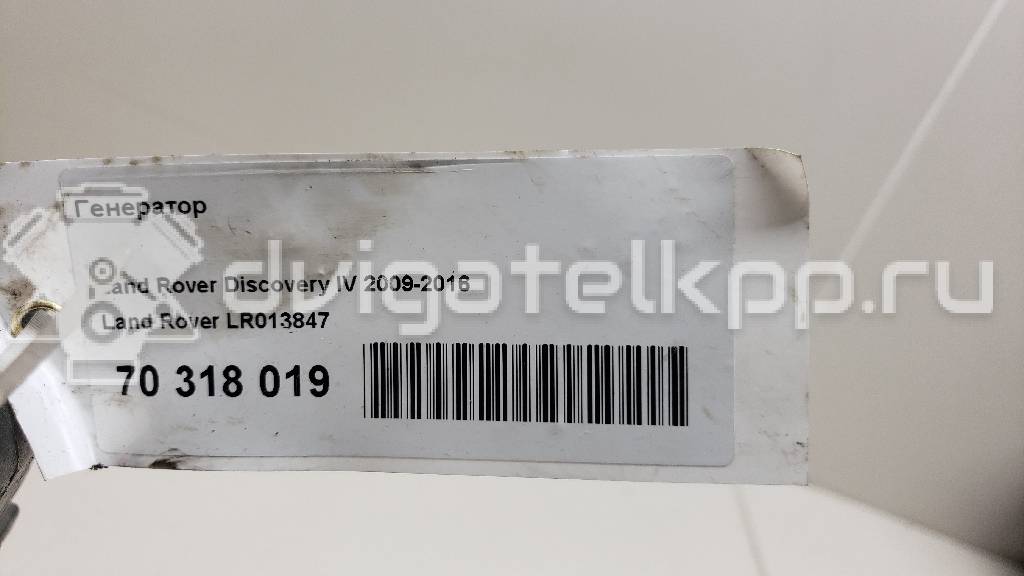 Генератор
Land Rover Discovery IV 2009-2016
Land Rover LR013847
70 318 019
dvigatelkpp.ru